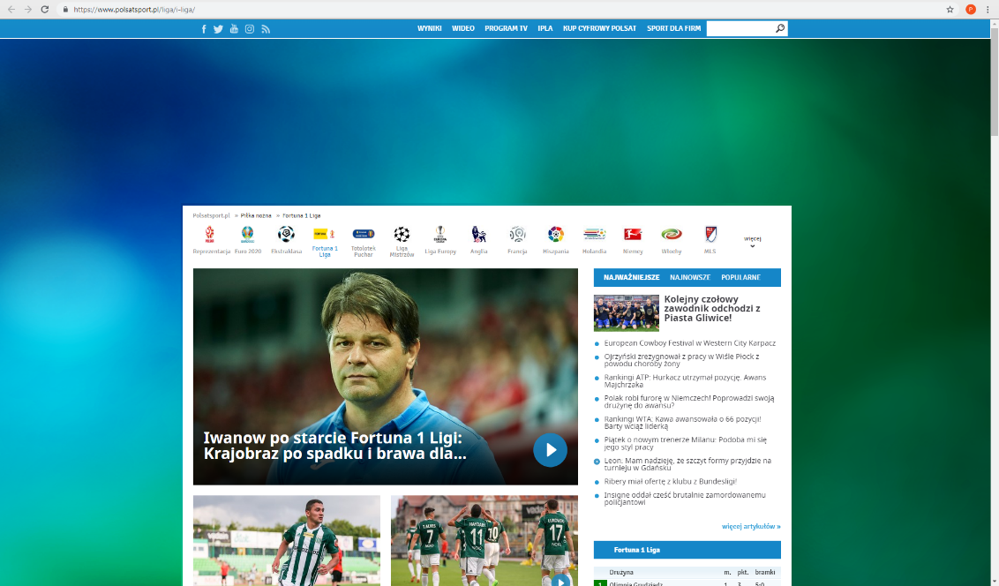 https://www.polsatsport.pl/liga/i-liga/
P
WYNIKI WIDEO PROGRAM TV IPLA KUP CYFROWY POLSAT SPORT DLA FIRM
Polsatsport.pl » Piłka nożna » Fortuna 1 Liga
Reprezentacja
Euro 2020
Ekstraklasa
Fortuna 1
Liga
Totolotek
Puchar
Liga
Mistrzów
Liga Europy
Anglia
Francja
Hiszpania
Holandia
Niemcy
Włochy
MLS
więcej
Iwanow po starcie Fortuna 1 Ligi:
Krajobraz po spadku i brawa dla...
7
HAYDARY
11
10
17
NAJWAŻNIEJSZE NAJNOWSZE POPULARNE
Kolejny czołowy
zawodnik odchodzi z
Piasta Gliwice!
European Cowboy Festival w Western City Karpacz
Ojrzyński zrezygnował z pracy w Wiśle Płock z
powodu choroby żony
Rankingi ATP: Hurkacz utrzymał pozycję. Awans
Majchrzaka
Polak robi furorę w Niemczech! Poprowadzi swoją
drużynę do awansu?
Rankingi WTA: Kawa awansowała o 66 pozycji!
Barty wciąż liderką
Piątek o nowym trenerze Milanu: Podoba mi się
jego styl pracy
Leon: Mam nadzieję, że szczyt formy przyjdzie na
turnieju w Gdańsku
Ribery miał ofertę z klubu z Bundesligi!
Insigne oddał cześć brutalnie zamordowanemu
policjantowi
więcej artykułów »
Fortuna 1 Liga
Drużyna m. pkt. bramki
1 Olimpia Grudziądz 1 3 5:0